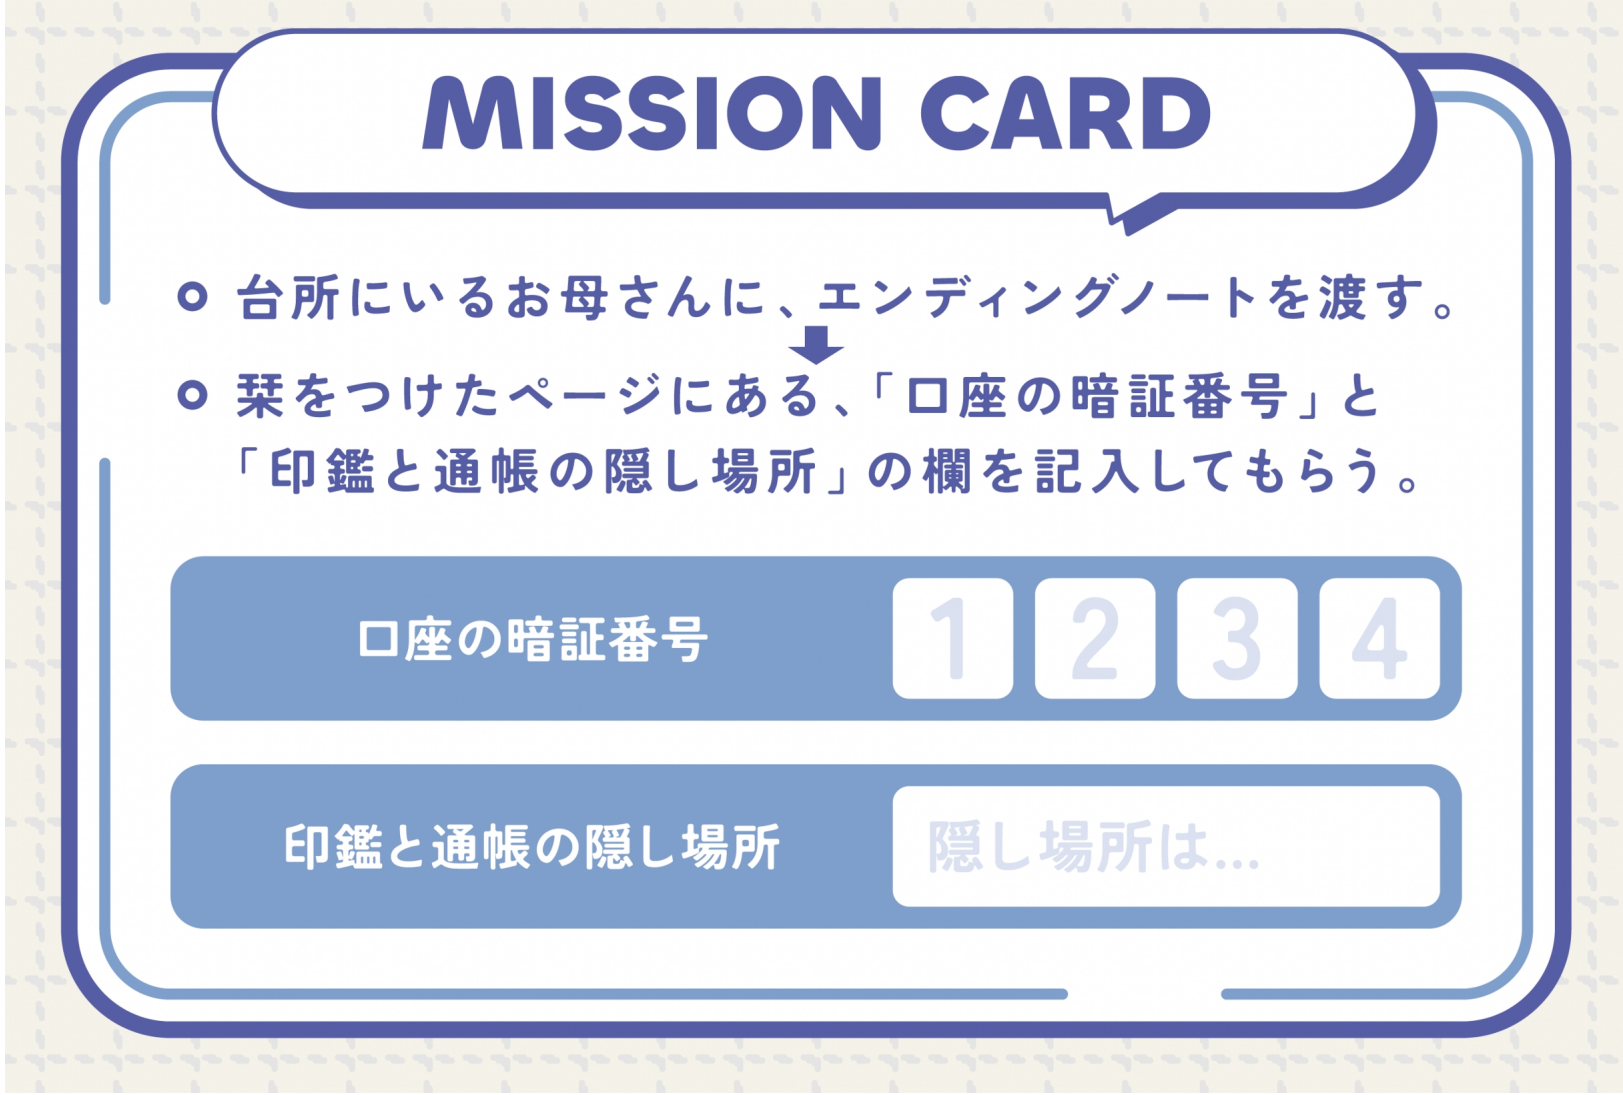 MISSION CARD
台所にいるお母さんに、エンディングノートを渡す。
栞をつけたページにある、「口座の暗証番号」と
「印鑑と通帳の隠し場所」の欄を記入してもらう。
口座の暗証番号 1 2 3 4
印鑑と通帳の隠し場所 隠し場所は...